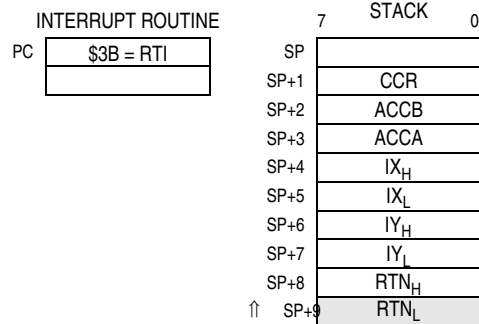 INTERRUPT ROUTINE
PC $3B = RTI
STACK
7 0
SP
SP+1 CCR
SP+2 ACCB
SP+3 ACCA
SP+4 IXH
SP+5 IXL
SP+6 IYH
SP+7 IYL
SP+8 RTNH
⇑ SP+9 RTNL